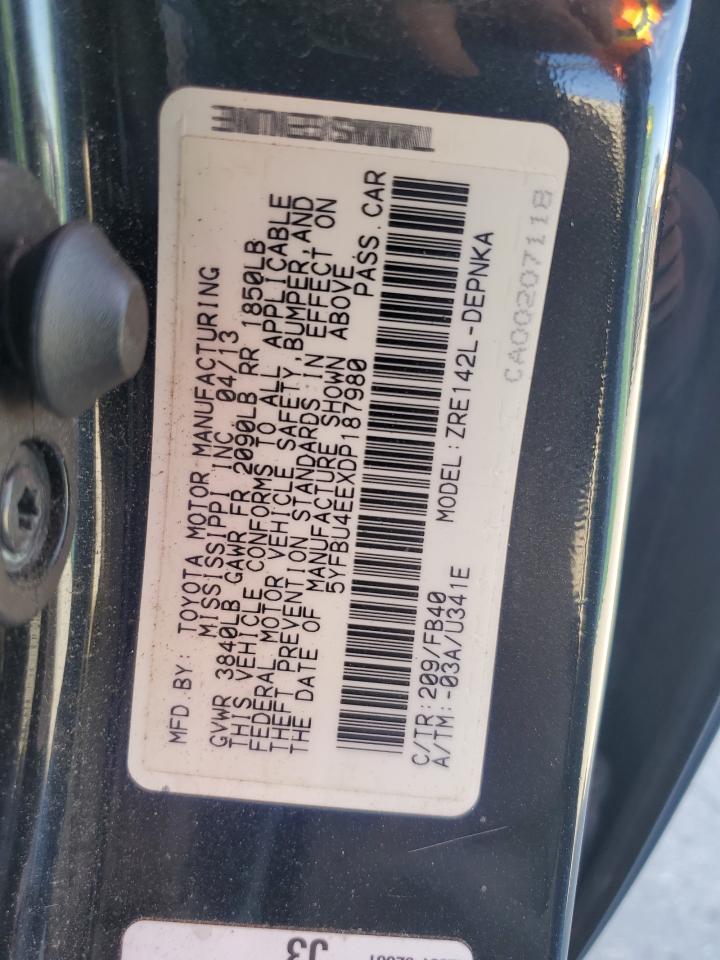 MFD.BY: TOYOTA MOTOR MANUFACTURING
MISSISSIPPI INC 04/13
GVWR 3840LB GAWR FR 2090LB RR 1850LB
THIS VEHICLE CONFORMS TO ALL APPLICABLE
FEDERAL MOTOR VEHICLE SAFETY,BUMPER,AND
THEFT PREVENTION STANDARDS IN EFFECT ON
THE DATE OF MANUFACTURE SHOWN ABOVE.
5YFBU4EEXDP187980 PASS.CAR
C/TR:209/FB40 MODEL:ZRE142L-DEPNKA
A/TM:-03A/U341E
CA00207118
J3